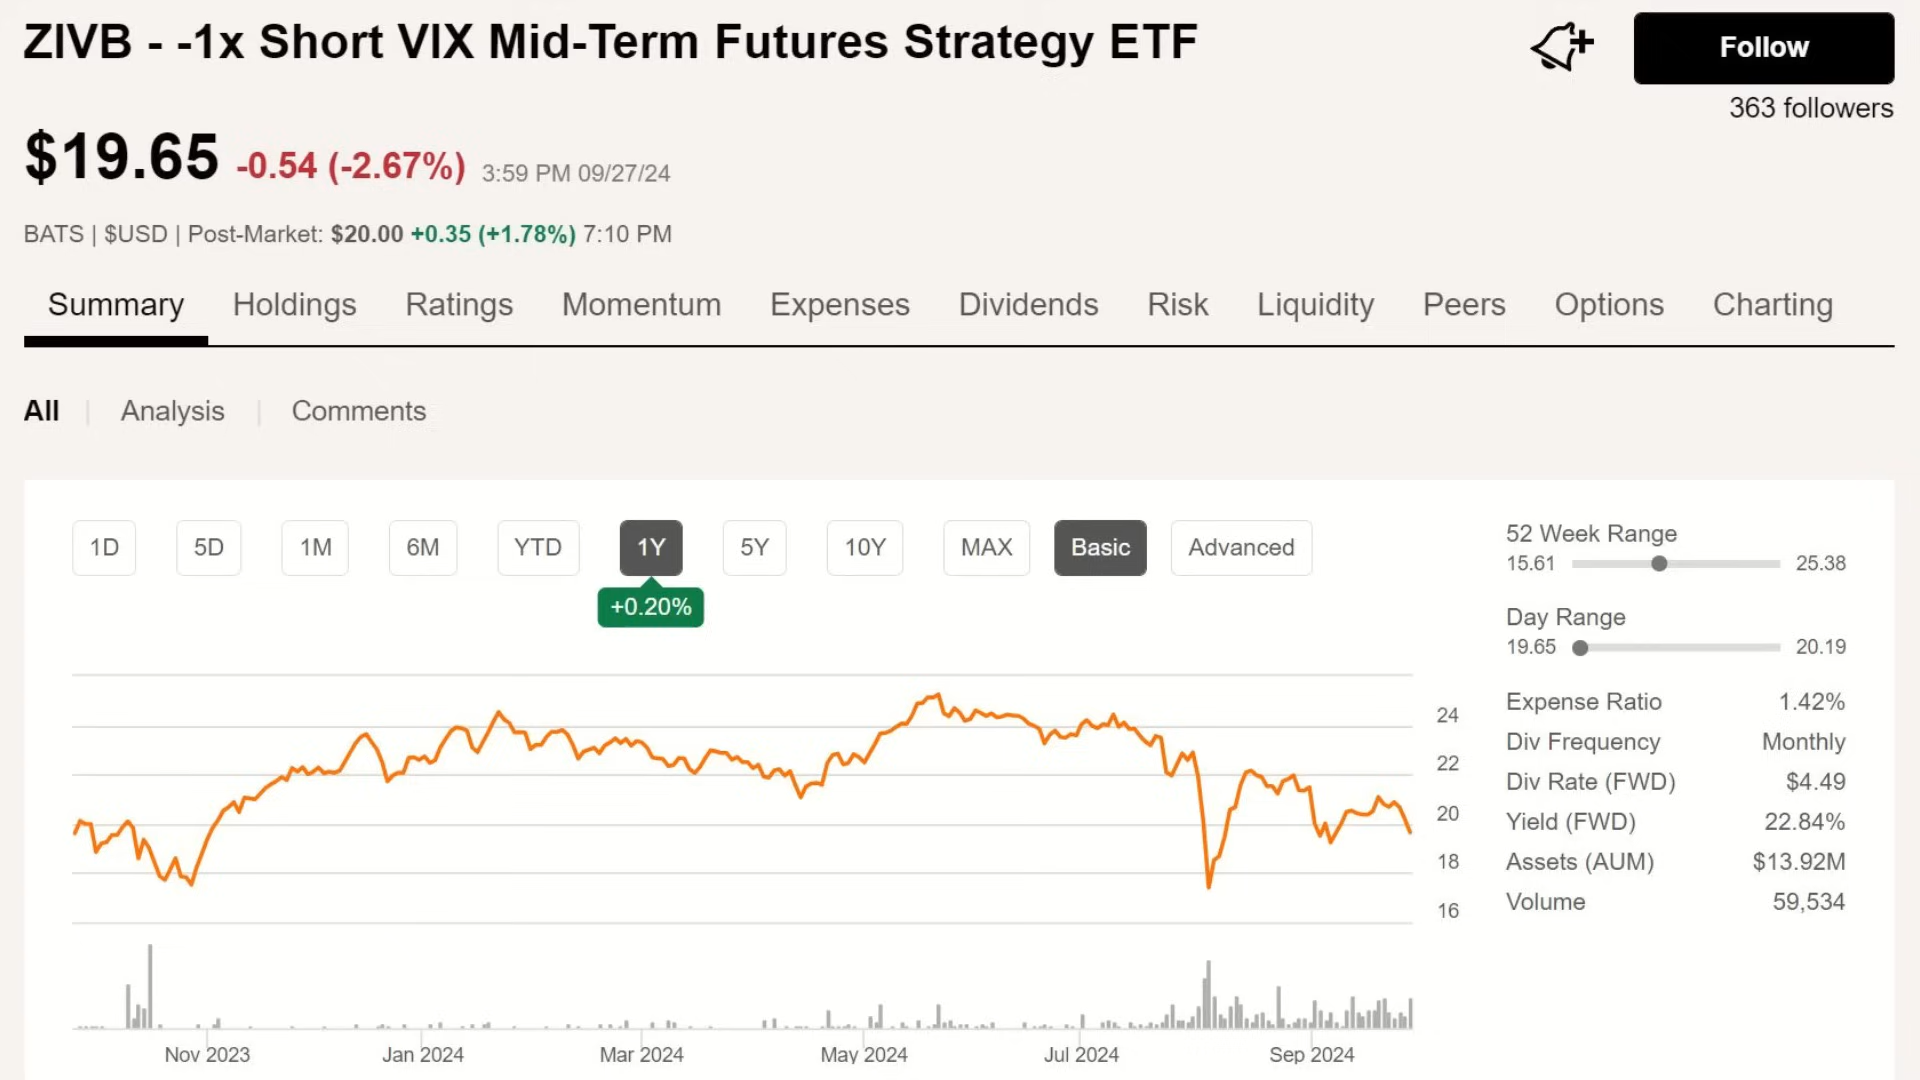 ZIVB - -1x Short VIX Mid-Term Futures Strategy ETF
Follow
363 followers
$19.65 -0.54 (-2.67%) 3:59 PM 09/27/24
BATS | $USD | Post-Market: $20.00 +0.35 (+1.78%) 7:10 PM
Summary Holdings Ratings Momentum Expenses Dividends Risk Liquidity Peers Options Charting
All | Analysis | Comments
1D 5D 1M 6M YTD 1Y 5Y 10Y MAX Basic Advanced
+0.20%
24
22
20
18
16
Nov 2023 Jan 2024 Mar 2024 May 2024 Jul 2024 Sep 2024
52 Week Range
15.61 25.38
Day Range
19.65 20.19
Expense Ratio 1.42%
Div Frequency Monthly
Div Rate (FWD) $4.49
Yield (FWD) 22.84%
Assets (AUM) $13.92M
Volume 59,534